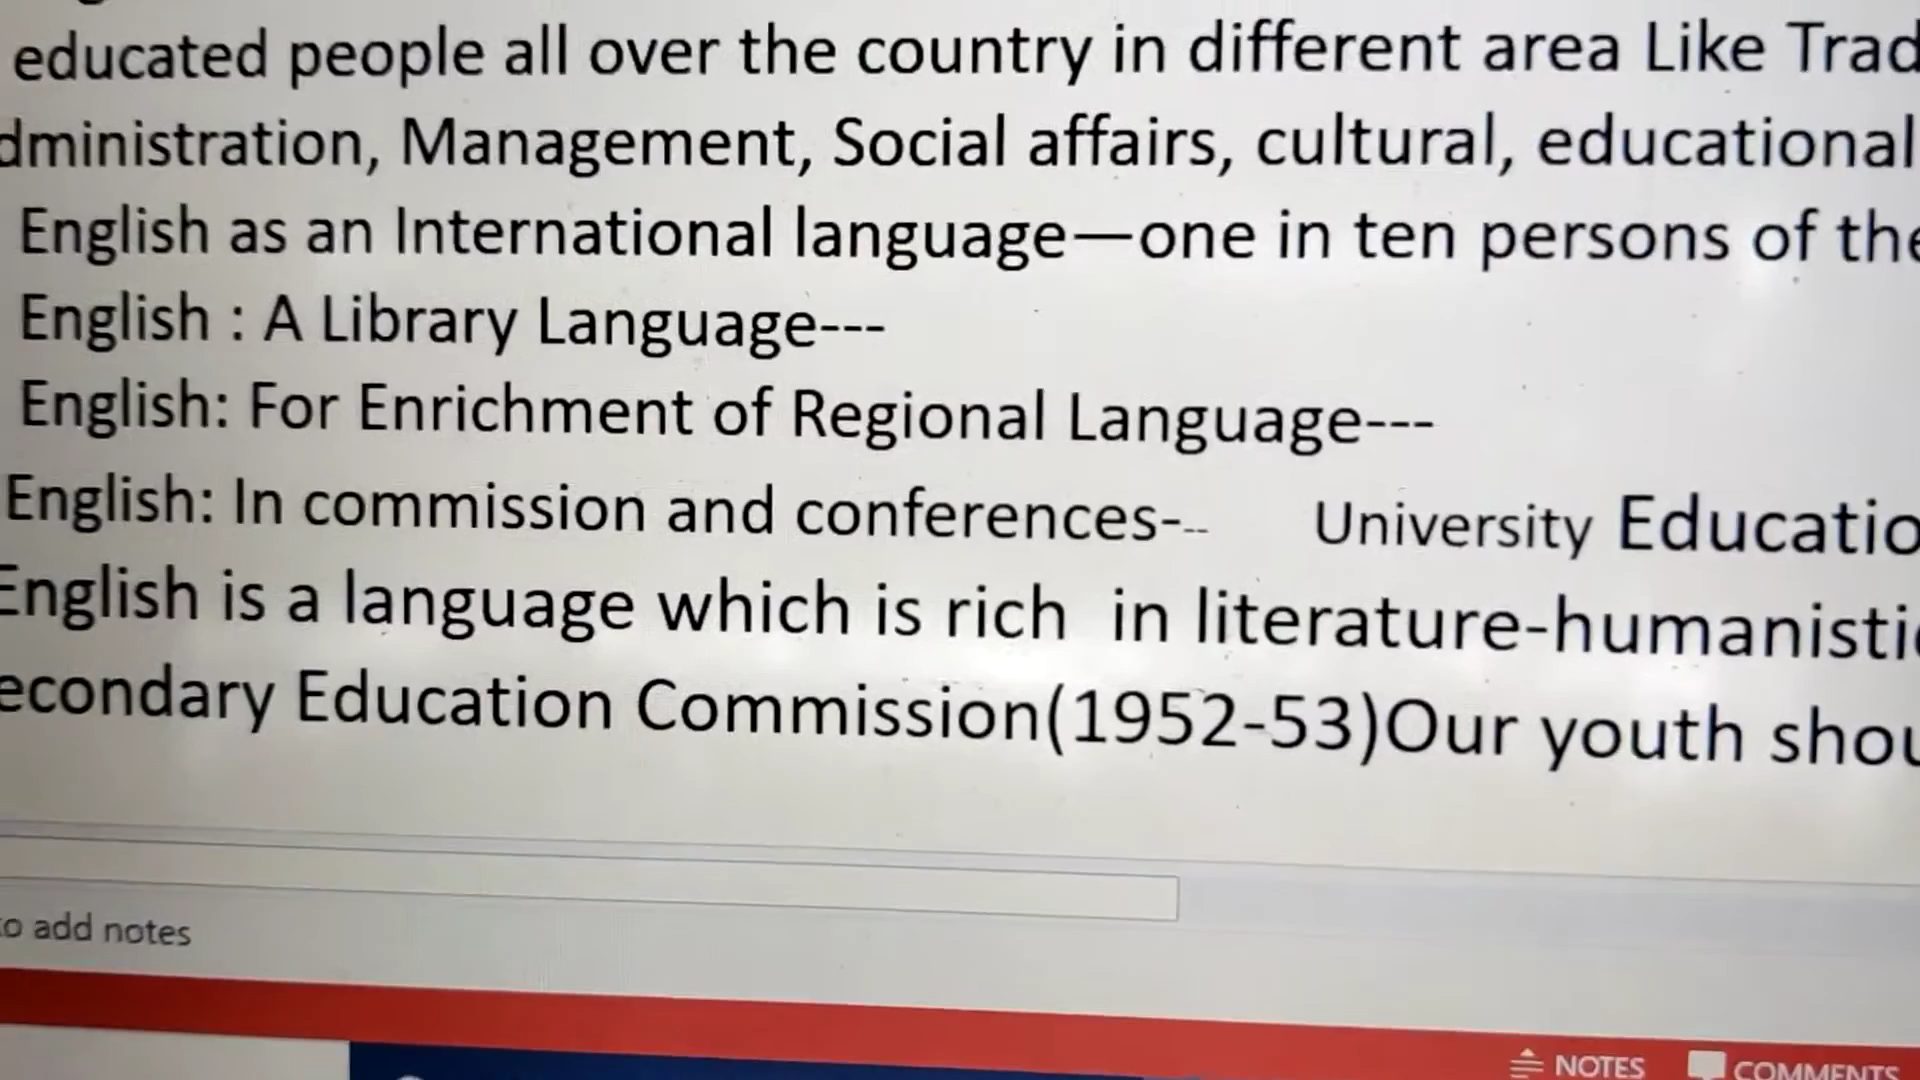 educated people all over the country in different area Like Trad
dministration, Management, Social affairs, cultural, educational
English as an International language—one in ten persons of the
English : A Library Language---
English: For Enrichment of Regional Language---
English: In commission and conferences--- University Educatio
English is a language which is rich in literature-humanistic
econdary Education Commission(1952-53)Our youth shou
to add notes
NOTES COMMENTS